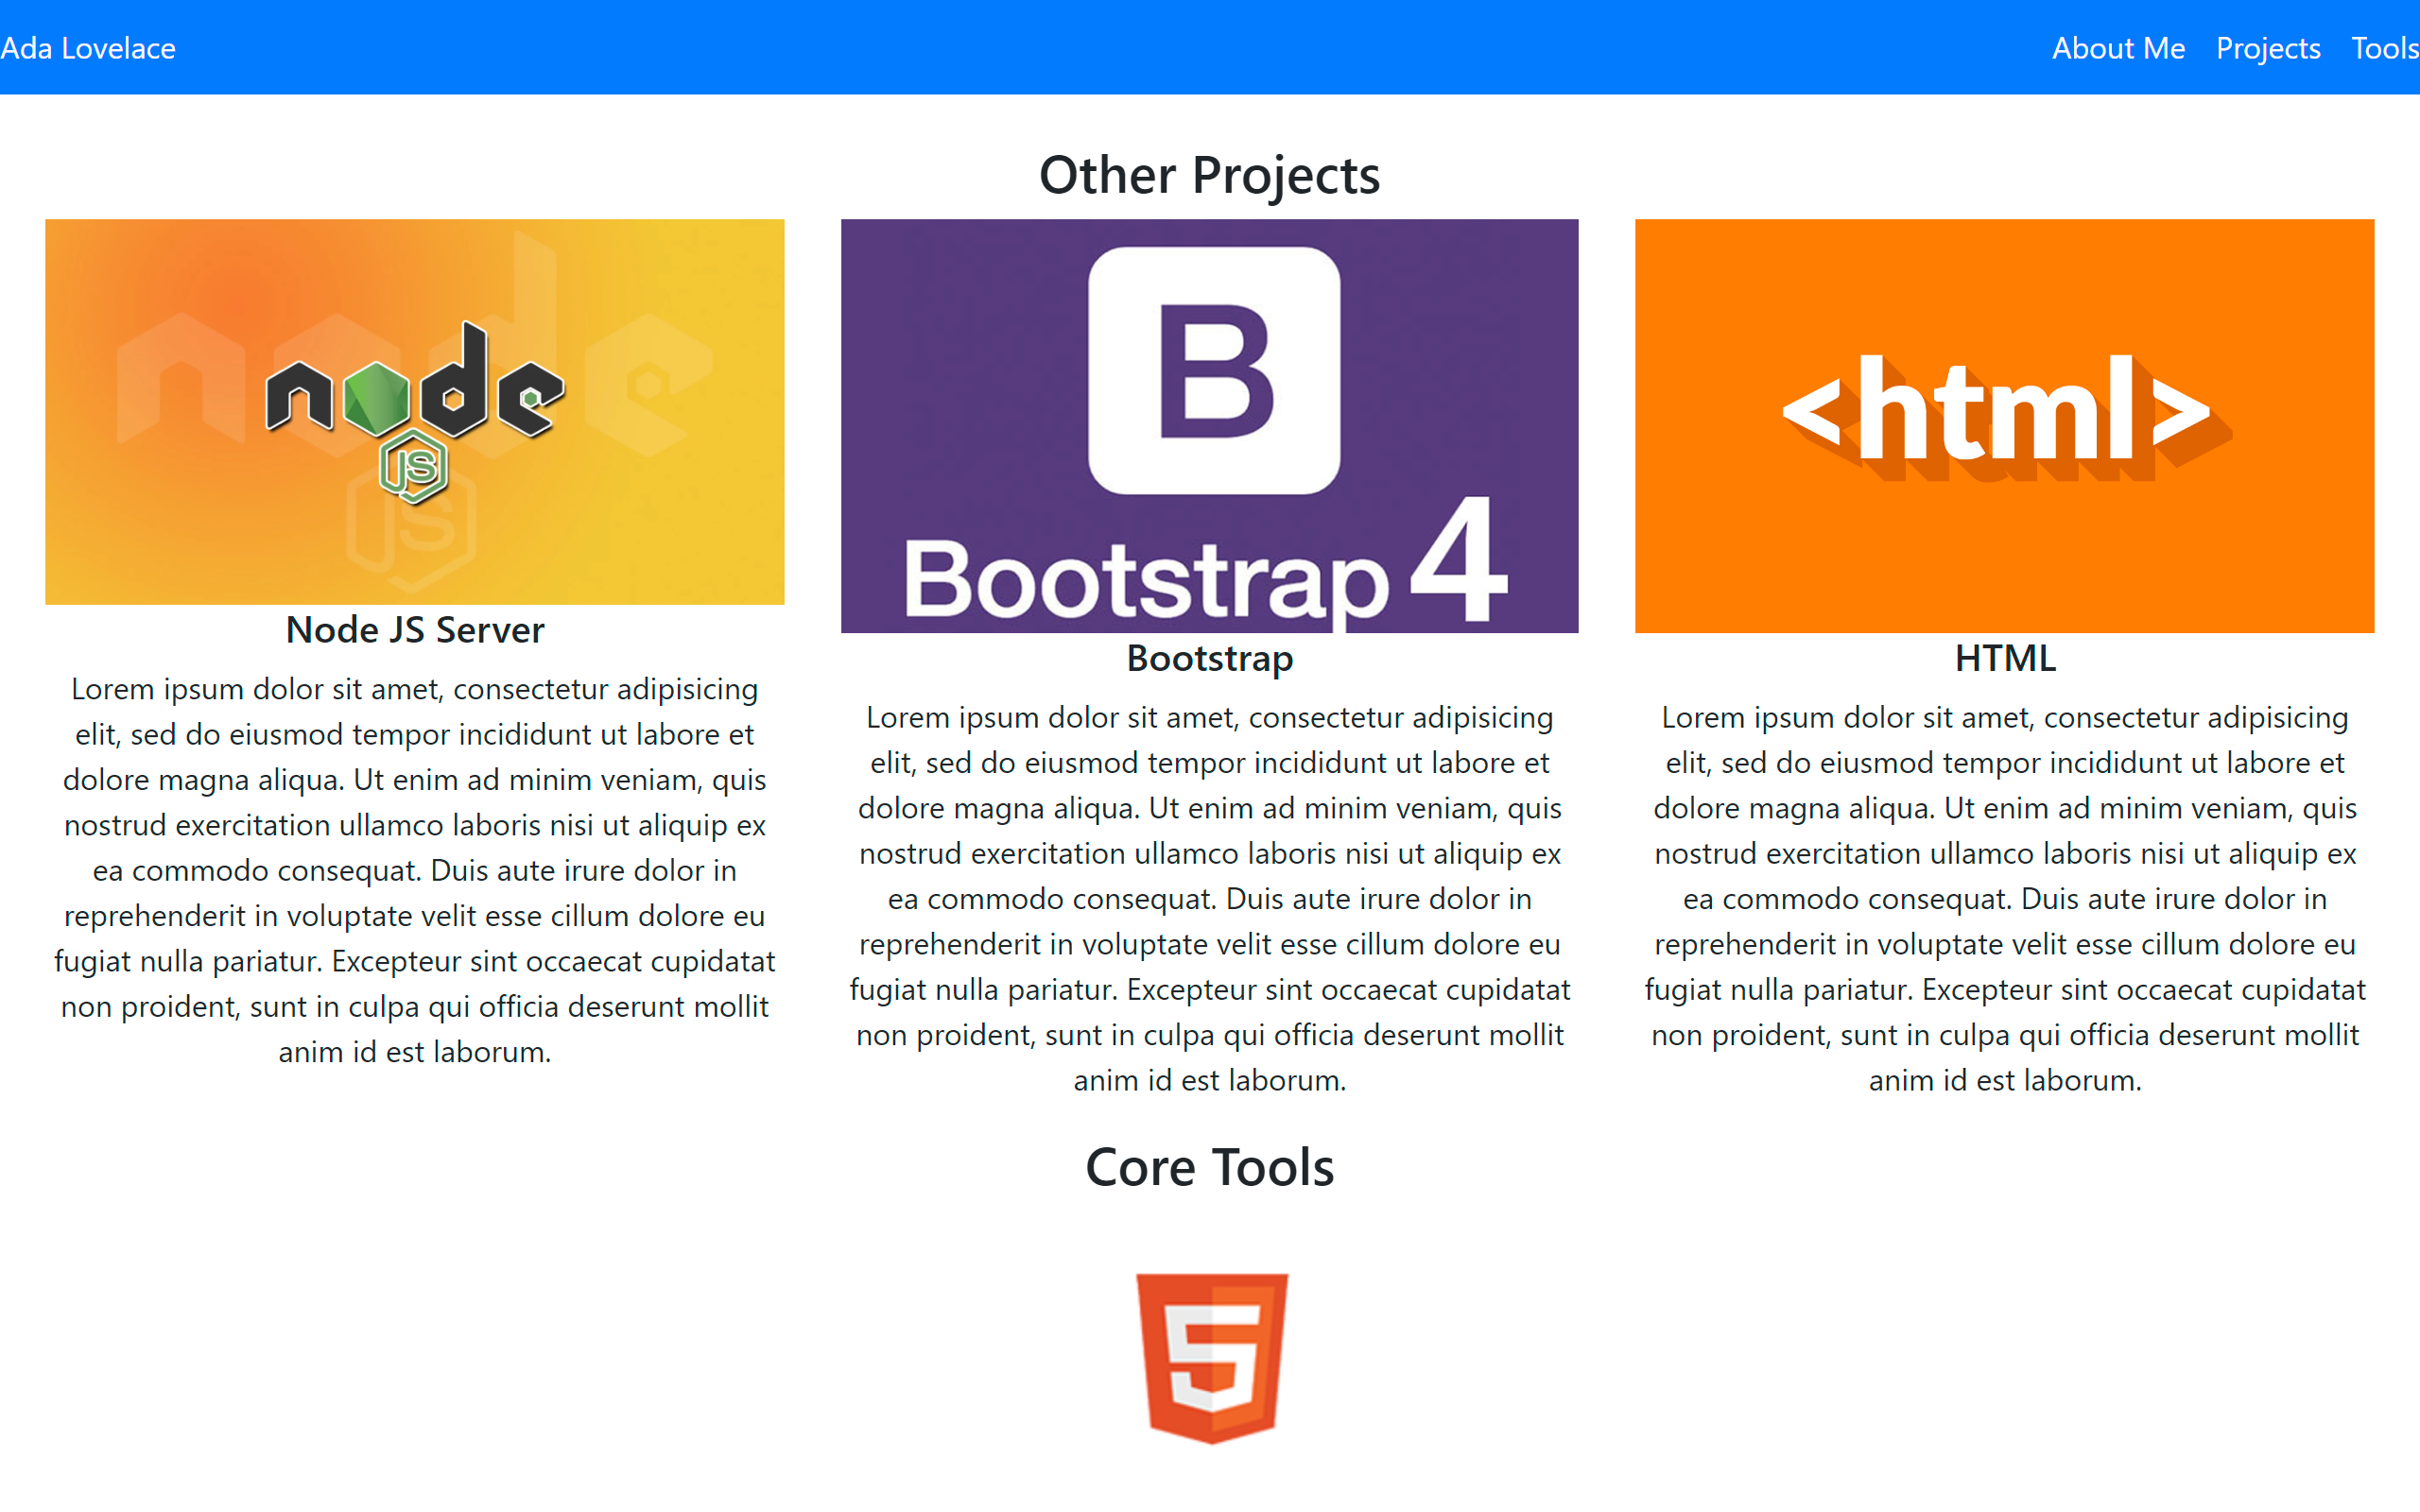 Ada Lovelace
About Me Projects Tools
Other Projects
node
JS
node
JS
B
Bootstrap 4
<html>
Node JS Server
Lorem ipsum dolor sit amet, consectetur adipisicing
elit, sed do eiusmod tempor incididunt ut labore et
dolore magna aliqua. Ut enim ad minim veniam, quis
nostrud exercitation ullamco laboris nisi ut aliquip ex
ea commodo consequat. Duis aute irure dolor in
reprehenderit in voluptate velit esse cillum dolore eu
fugiat nulla pariatur. Excepteur sint occaecat cupidatat
non proident, sunt in culpa qui officia deserunt mollit
anim id est laborum.
Bootstrap
Lorem ipsum dolor sit amet, consectetur adipisicing
elit, sed do eiusmod tempor incididunt ut labore et
dolore magna aliqua. Ut enim ad minim veniam, quis
nostrud exercitation ullamco laboris nisi ut aliquip ex
ea commodo consequat. Duis aute irure dolor in
reprehenderit in voluptate velit esse cillum dolore eu
fugiat nulla pariatur. Excepteur sint occaecat cupidatat
non proident, sunt in culpa qui officia deserunt mollit
anim id est laborum.
HTML
Lorem ipsum dolor sit amet, consectetur adipisicing
elit, sed do eiusmod tempor incididunt ut labore et
dolore magna aliqua. Ut enim ad minim veniam, quis
nostrud exercitation ullamco laboris nisi ut aliquip ex
ea commodo consequat. Duis aute irure dolor in
reprehenderit in voluptate velit esse cillum dolore eu
fugiat nulla pariatur. Excepteur sint occaecat cupidatat
non proident, sunt in culpa qui officia deserunt mollit
anim id est laborum.
Core Tools
5